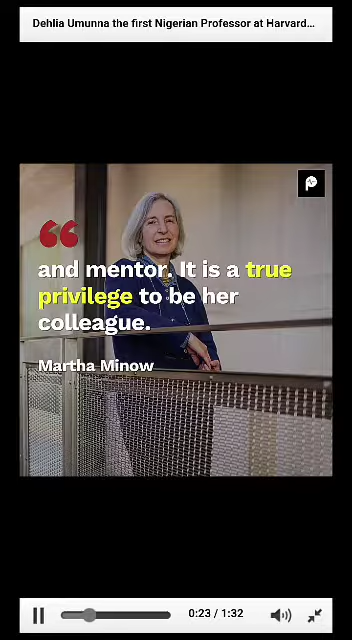 Dehlia Umunna the first Nigerian Professor at Harvard...
and mentor. It is a true
privilege to be her
colleague.
Martha Minow
0:23 / 1:32